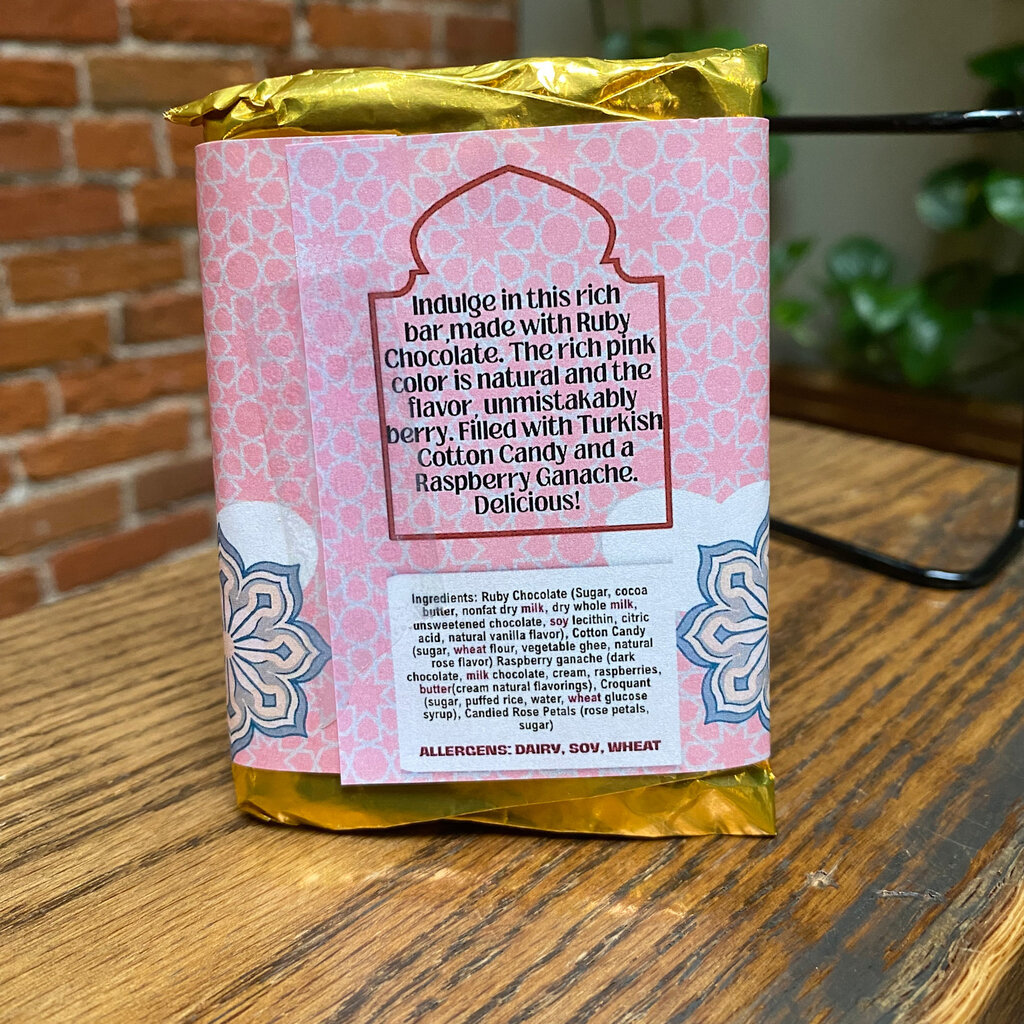 Indulge in this rich
bar,made with Ruby
Chocolate. The rich pink
color is natural and the
flavor, unmistakably
berry. Filled with Turkish
Cotton Candy and a
Raspberry Ganache.
Delicious!
Ingredients: Ruby Chocolate (Sugar, cocoa
butter, nonfat dry milk, dry whole milk,
unsweetened chocolate, soy lecithin, citric
acid, natural vanilla flavor), Cotton Candy
(sugar, wheat flour, vegetable ghee, natural
rose flavor) Raspberry ganache (dark
chocolate, milk chocolate, cream, raspberries,
butter(cream natural flavorings), Croquant
(sugar, puffed rice, water, wheat glucose
syrup), Candied Rose Petals (rose petals,
sugar)
ALLERGENS: DAIRY, SOY, WHEAT